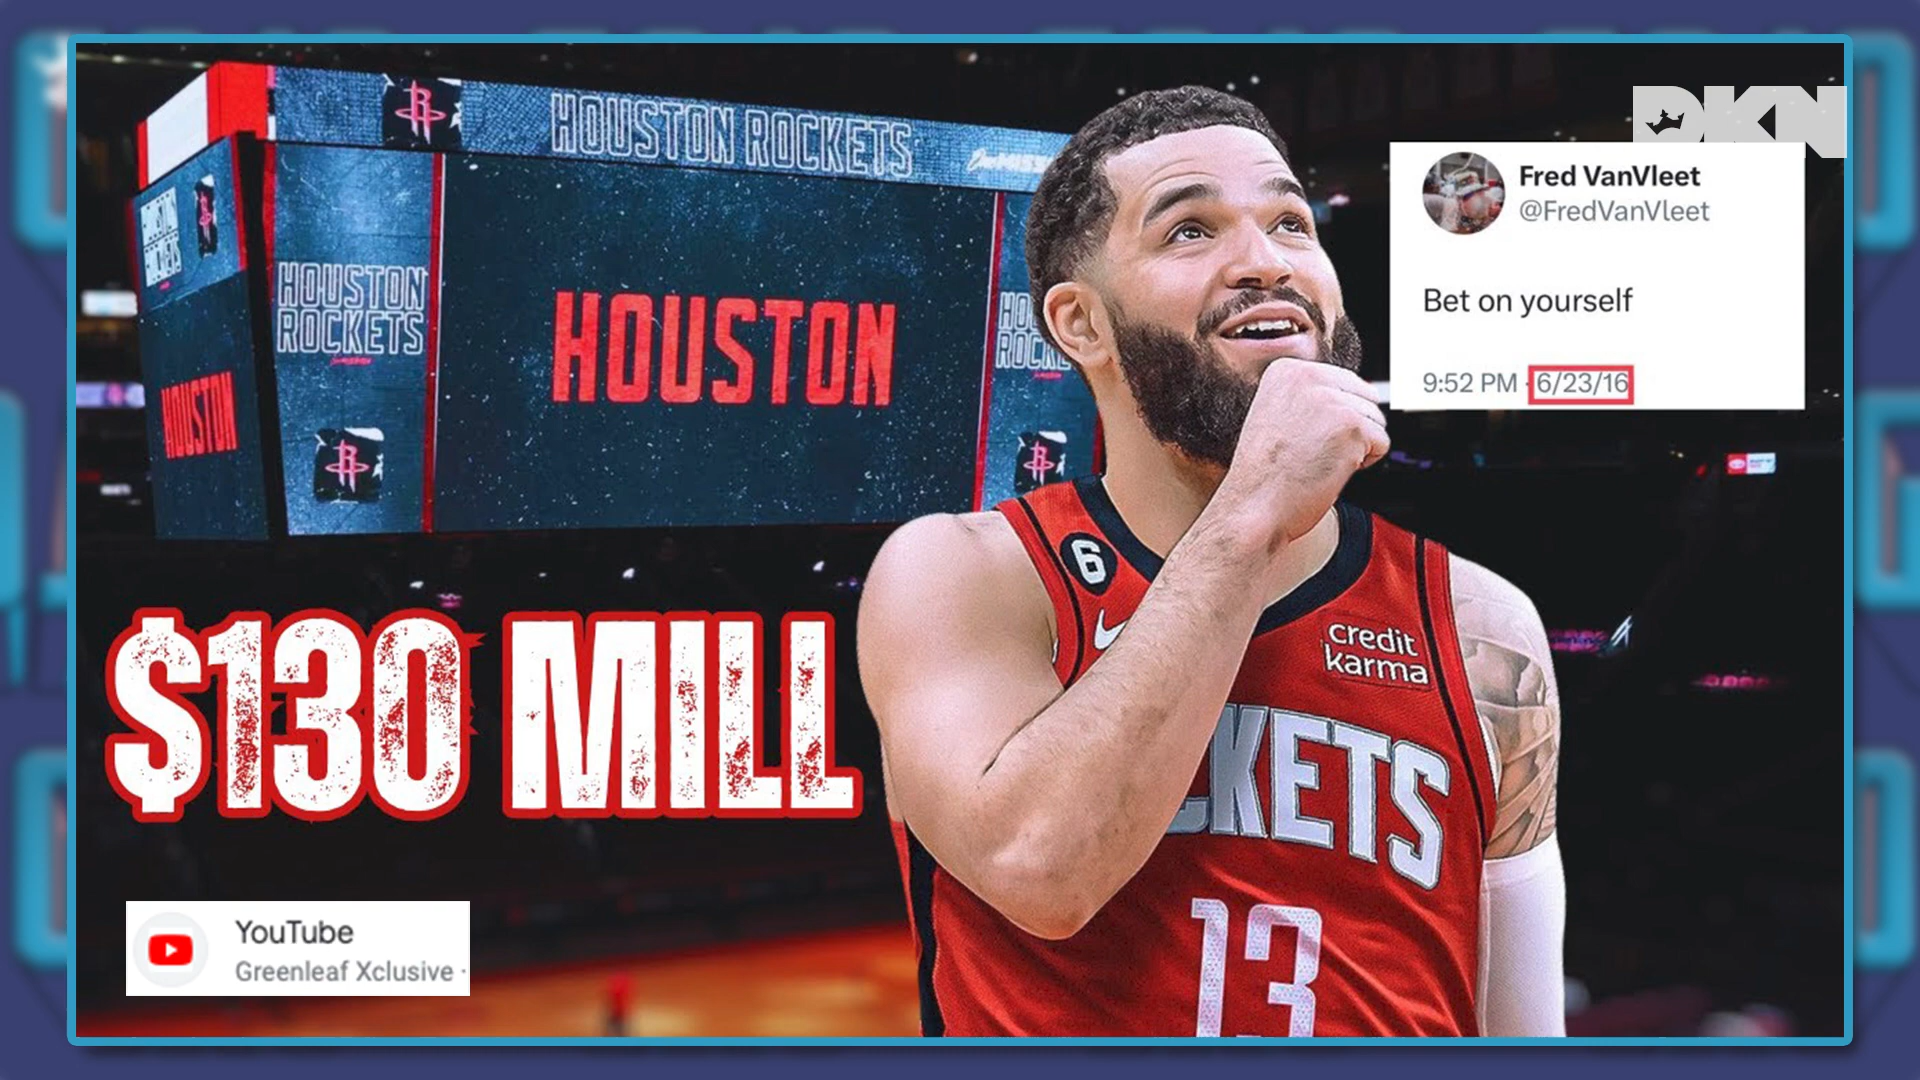 DKN
HOUSTON ROCKETS
Fred VanVleet
@FredVanVleet
Bet on yourself
9:52 PM · 6/23/16
HOUSTON
ROCKETS
HOUSTON
HOUSTON
6
credit
karma
$130 MILL
CKETS
13
YouTube
Greenleaf Xclusive ·